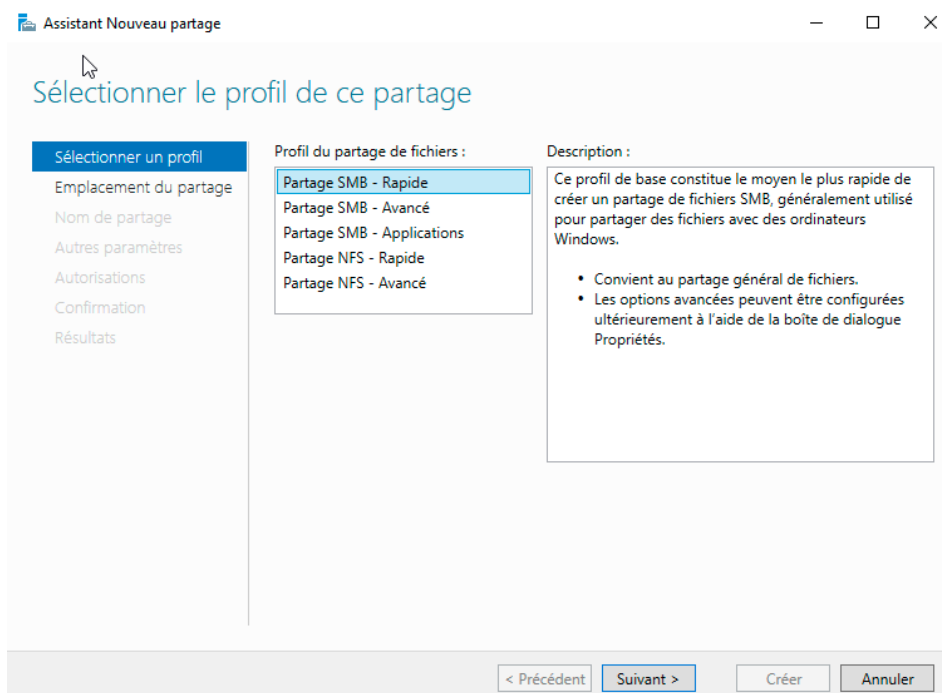 Assistant Nouveau partage
Sélectionner le profil de ce partage
Sélectionner un profil
Emplacement du partage
Nom de partage
Autres paramètres
Autorisations
Confirmation
Résultats
Profil du partage de fichiers :
Partage SMB - Rapide
Partage SMB - Avancé
Partage SMB - Applications
Partage NFS - Rapide
Partage NFS - Avancé
Description :
Ce profil de base constitue le moyen le plus rapide de
créer un partage de fichiers SMB, généralement utilisé
pour partager des fichiers avec des ordinateurs
Windows.
• Convient au partage général de fichiers.
• Les options avancées peuvent être configurées
ultérieurement à l'aide de la boîte de dialogue
Propriétés.
< Précédent
Suivant >
Créer
Annuler